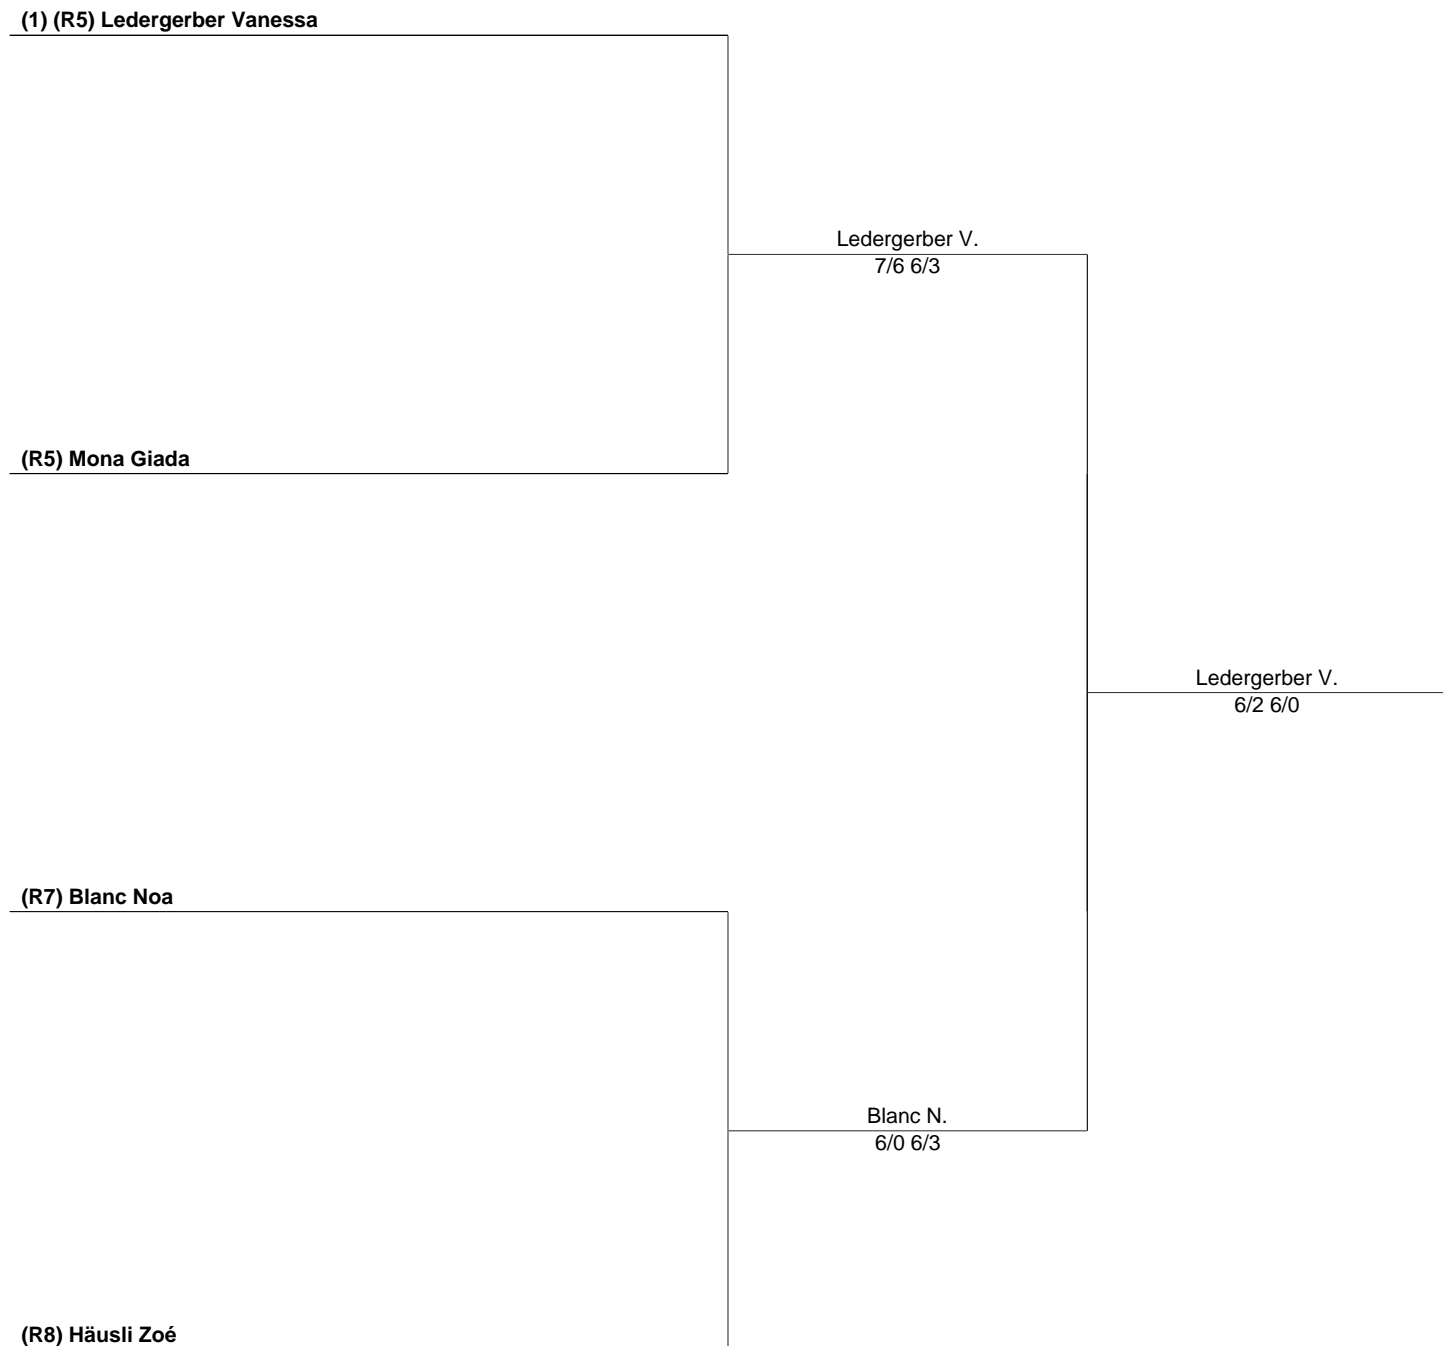 (1) (R5) Ledergerber Vanessa
Ledergerber V.
7/6 6/3
(R5) Mona Giada
Ledergerber V.
6/2 6/0
(R7) Blanc Noa
Blanc N.
6/0 6/3
(R8) Häusli Zoé